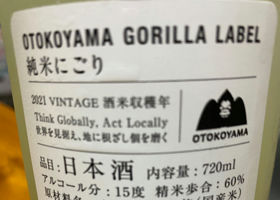 OTOKOYAMA GORILLA LABEL
純米にごり
2021 VINTAGE 酒米収穫年
Think Globally, Act Locally
世界を見据え、地に根ざし個を磨く
OTOKOYAMA
品目：日本酒 内容量：720ml
アルコール分：15度 精米歩合：60%